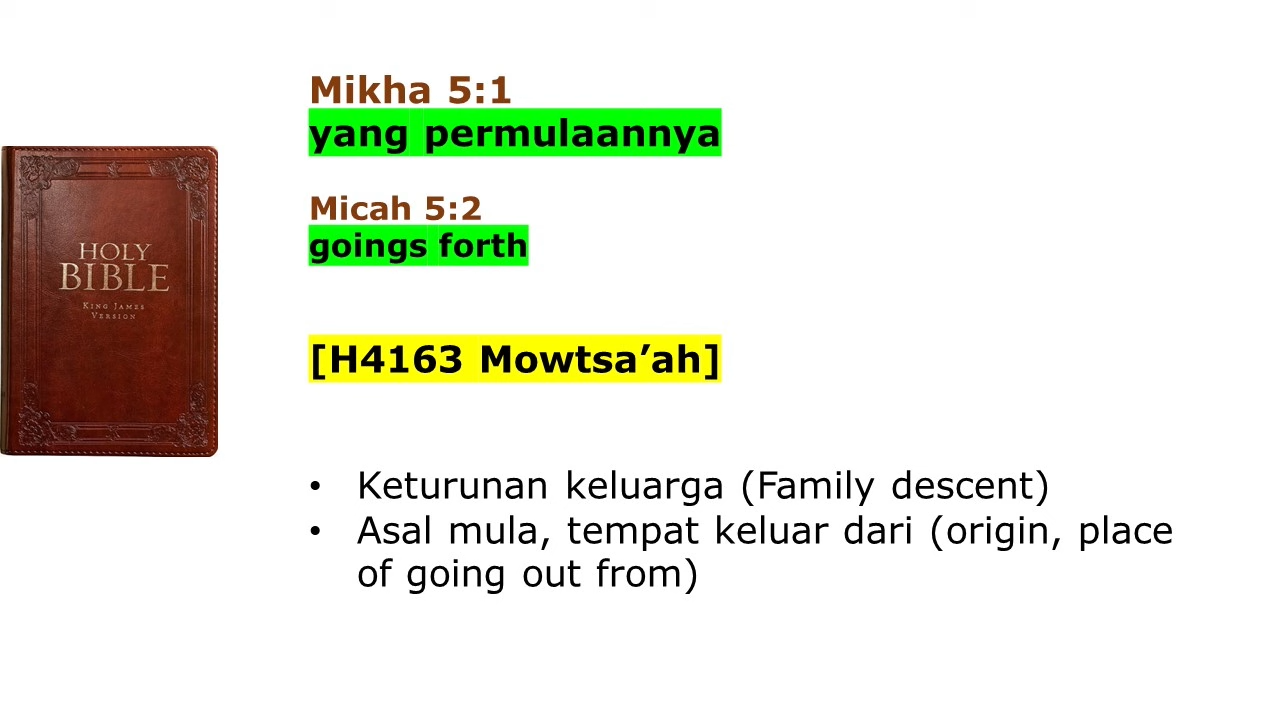 Mikha 5:1
yang permulaannya
Micah 5:2
goings forth
HOLY
BIBLE
KING JAMES
VERSION
[H4163 Mowtsa’ah]
• Keturunan keluarga (Family descent)
• Asal mula, tempat keluar dari (origin, place
of going out from)